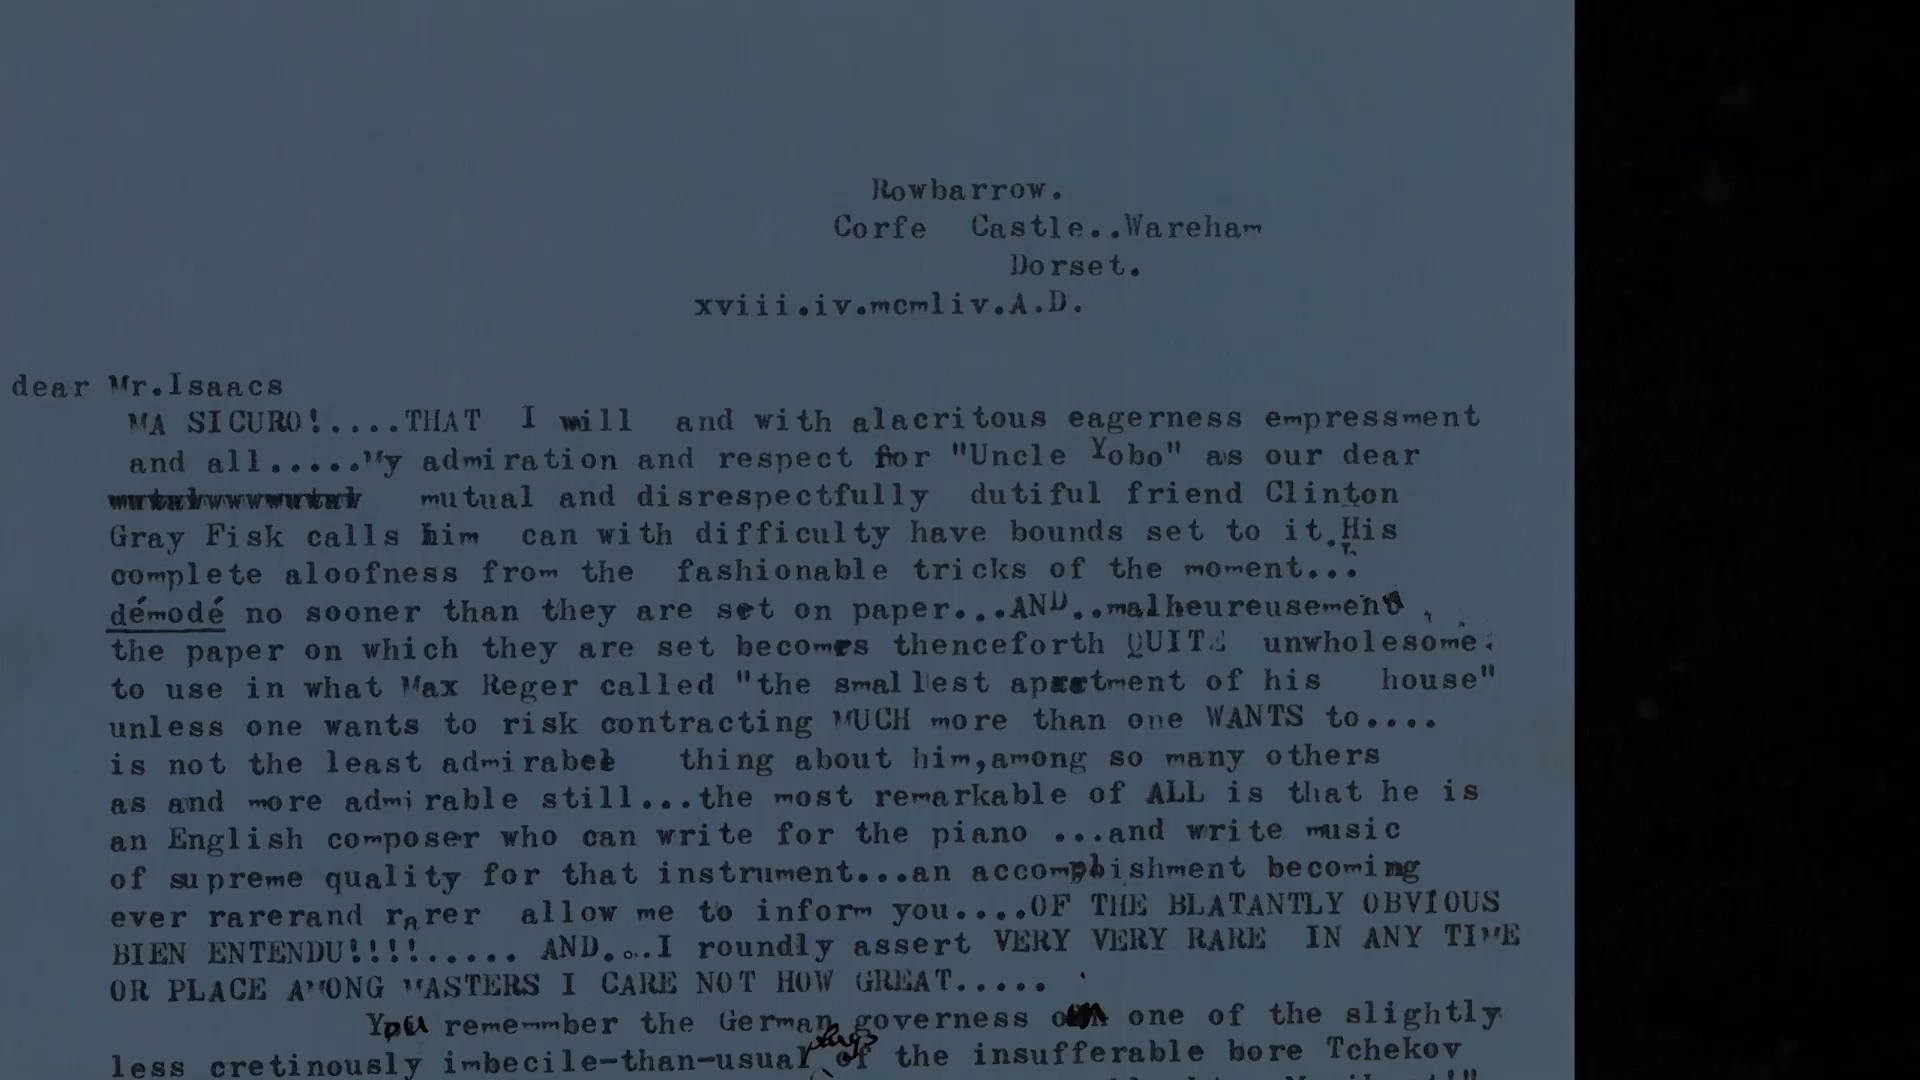 Rowbarrow.
Corfe Castle..Wareham
Dorset.
xviii.iv.mcmliv.A.D.
dear Mr.Isaacs
MA SICURO!....THAT I will and with alacritous eagerness empressment
and all.....My admiration and respect for "Uncle Yobo" as our dear
mutual and disrespectfully dutiful friend Clinton
Gray Fisk calls him can with difficulty have bounds set to it.His
complete aloofness from the fashionable tricks of the moment...
démodé no sooner than they are set on paper...AND..malheureusement
the paper on which they are set becomes thenceforth QUITE unwholesome
to use in what Max Reger called "the smallest apartment of his house"
unless one wants to risk contracting MUCH more than one WANTS to....
is not the least admirabel thing about him,among so many others
as and more admirable still...the most remarkable of ALL is that he is
an English composer who can write for the piano ...and write music
of supreme quality for that instrument...an accomplishment becoming
ever rarerand rarer allow me to inform you....OF THE BLATANTLY OBVIOUS
BIEN ENTENDU!!!!..... AND....I roundly assert VERY VERY RARE IN ANY TIME
OR PLACE AMONG MASTERS I CARE NOT HOW GREAT.....
You remember the German governess in one of the slightly
less cretinously imbecile-than-usual plays of the insufferable bore Tchekov